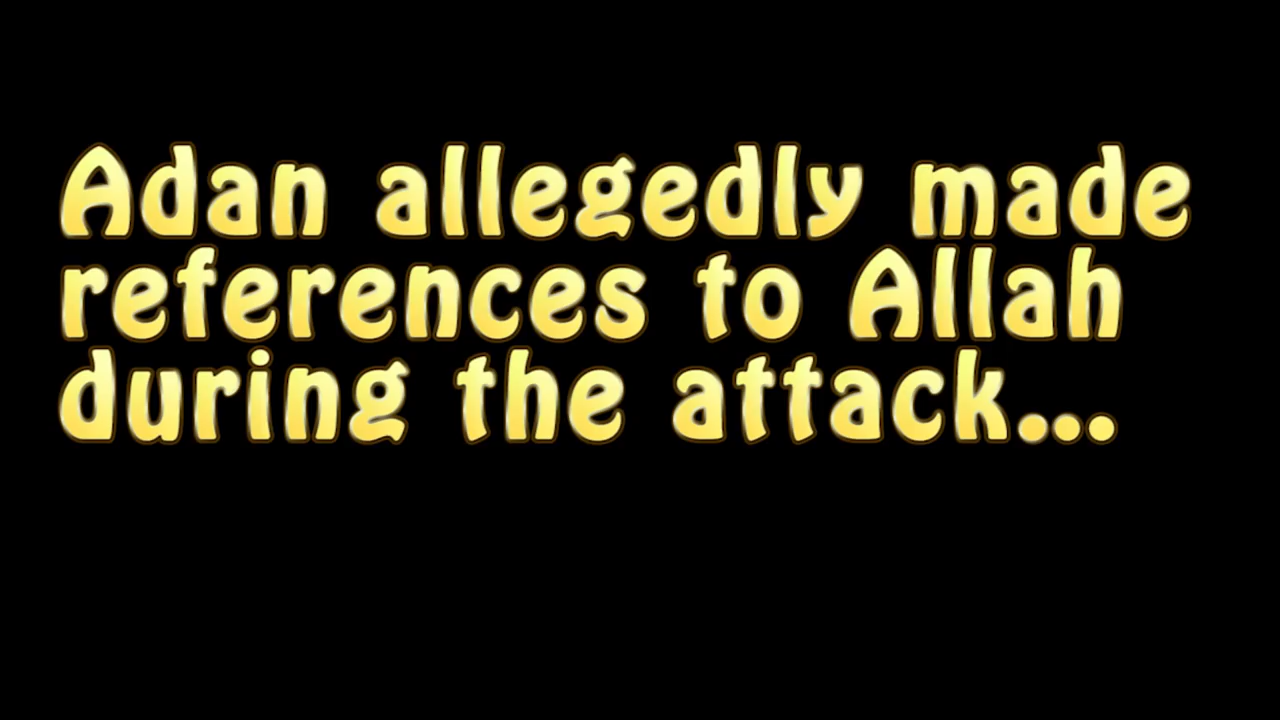 Adan allegedly made
references to Allah
during the attack...